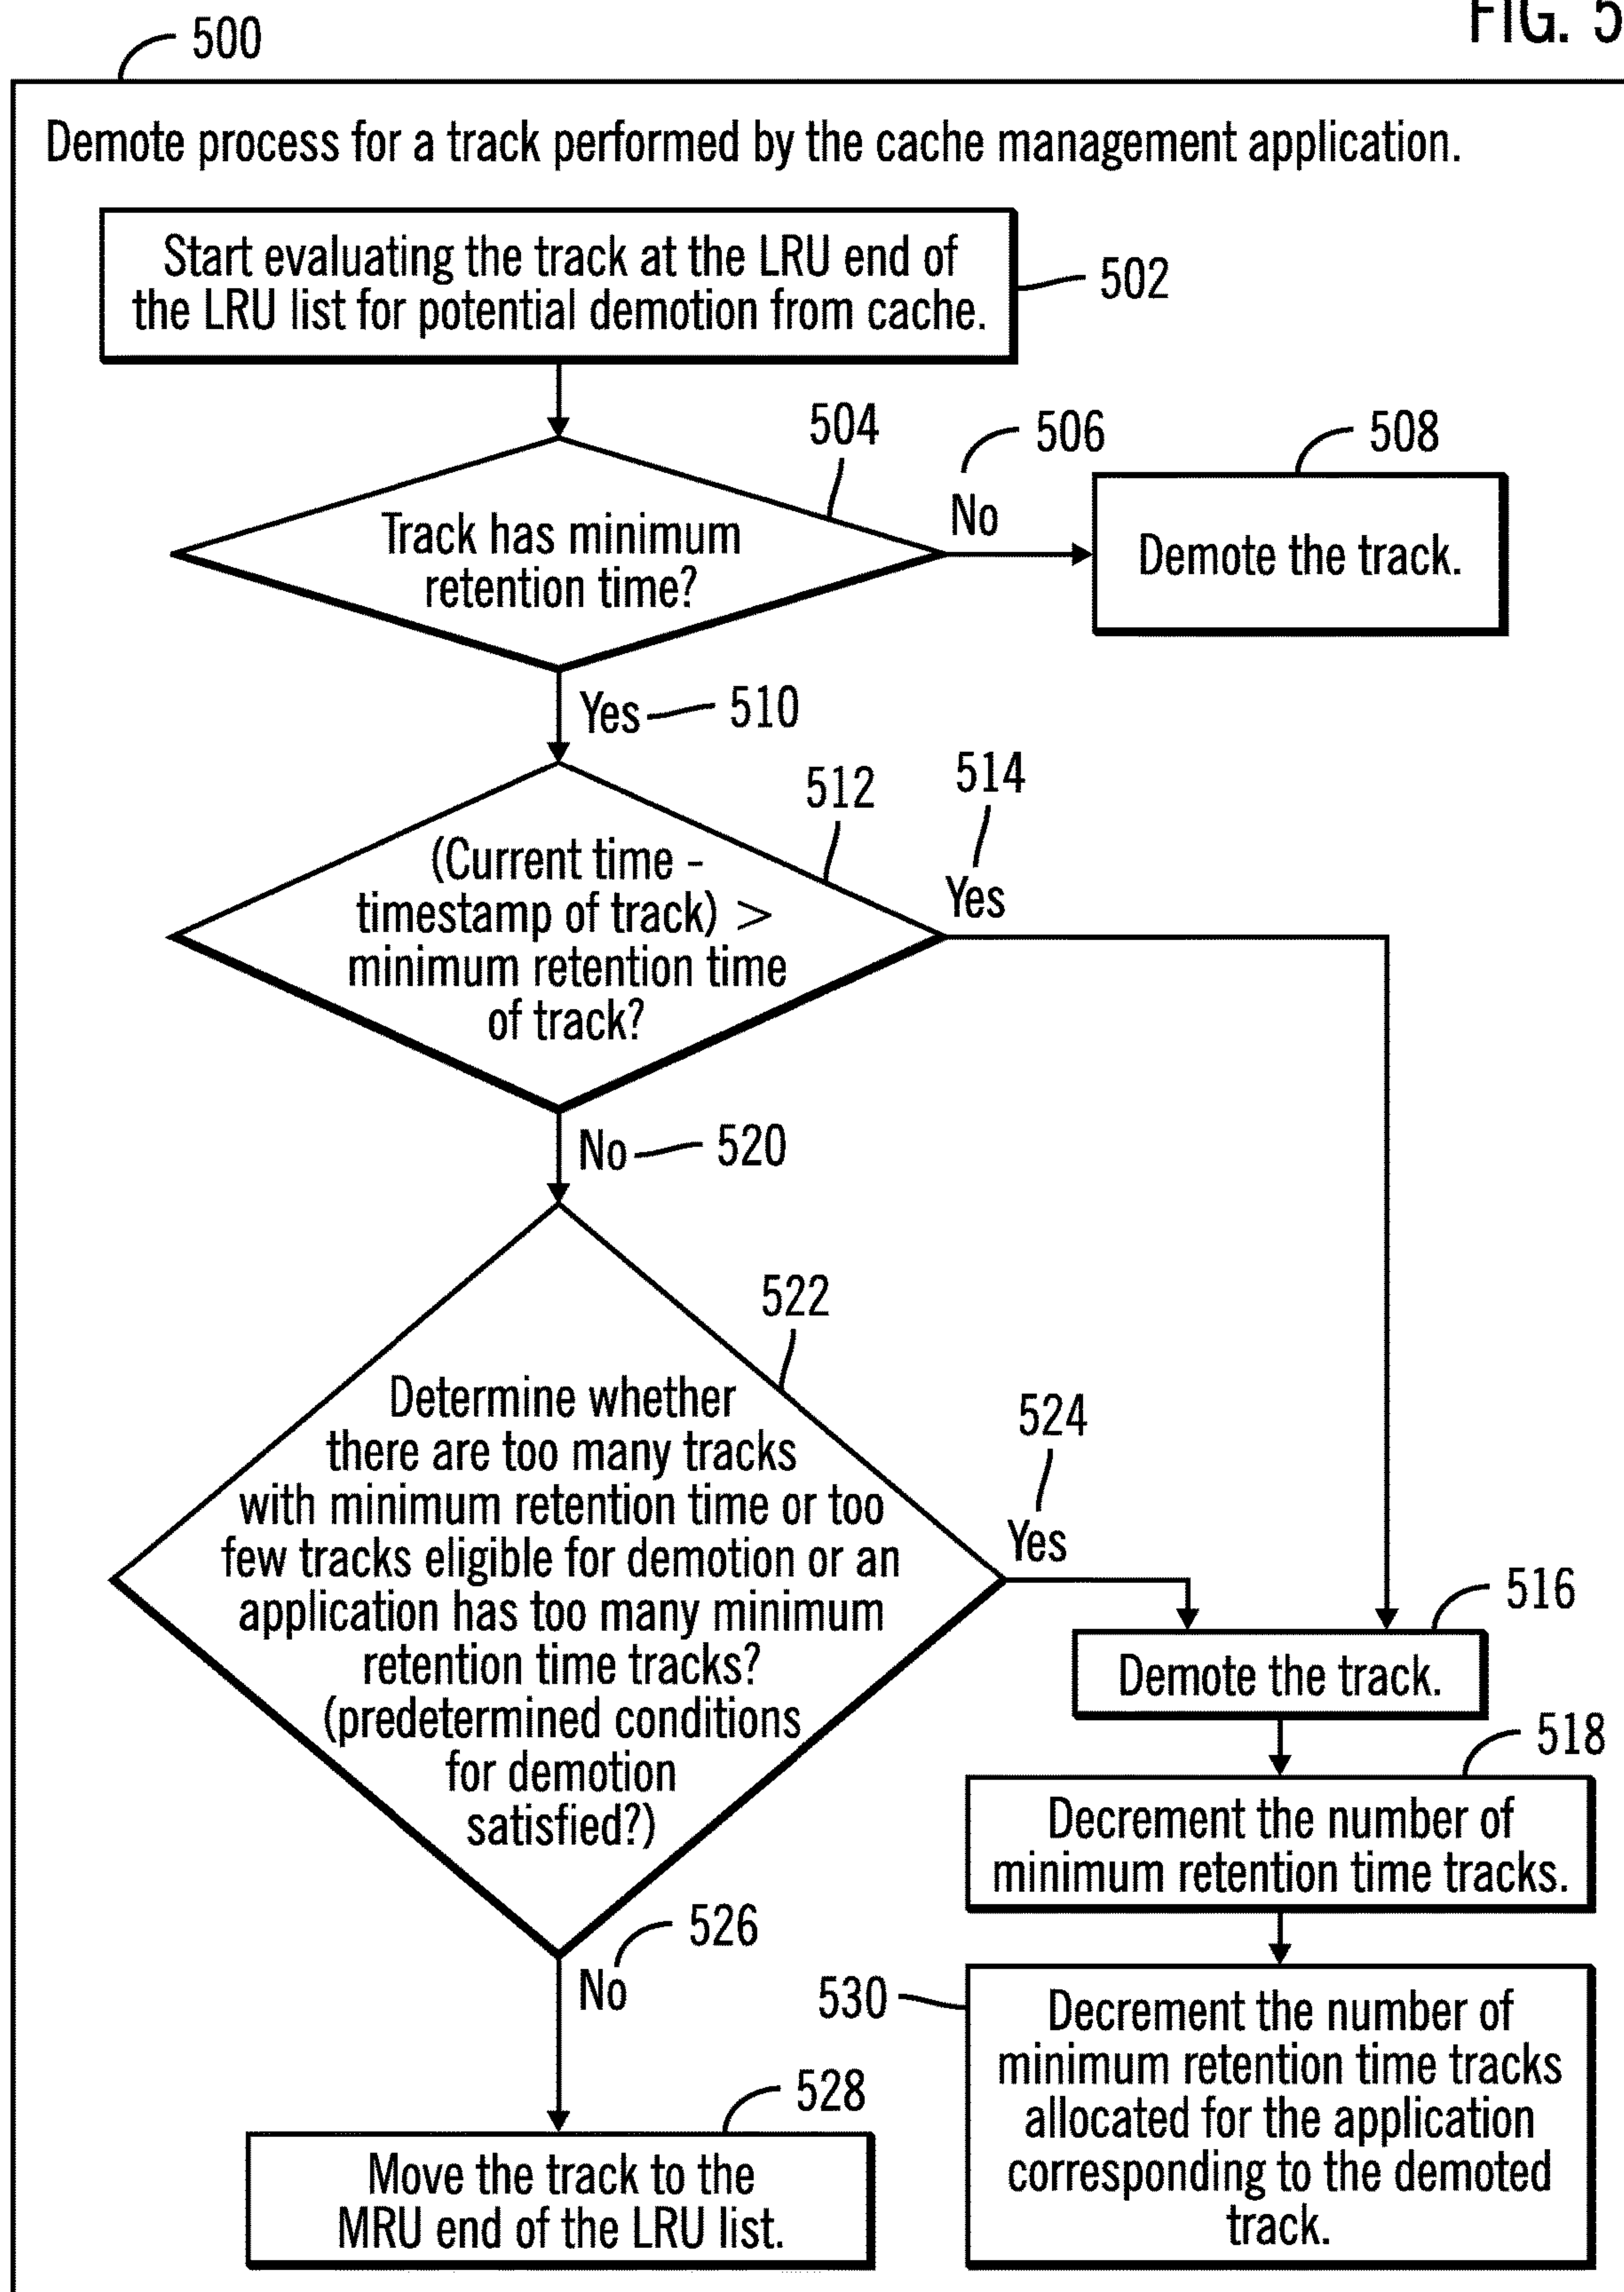 FIG. 5
500
Demote process for a track performed by the cache management application.
Start evaluating the track at the LRU end of
the LRU list for potential demotion from cache.
502
504
506
508
Track has minimum
retention time?
No
Demote the track.
Yes
510
512
514
(Current time -
timestamp of track) >
minimum retention time
of track?
Yes
No
520
522
Determine whether
there are too many tracks
with minimum retention time or too
few tracks eligible for demotion or an
application has too many minimum
retention time tracks?
(predetermined conditions
for demotion
satisfied?)
524
Yes
516
Demote the track.
518
Decrement the number of
minimum retention time tracks.
526
No
530
Decrement the number of
minimum retention time tracks
allocated for the application
corresponding to the demoted
track.
528
Move the track to the
MRU end of the LRU list.